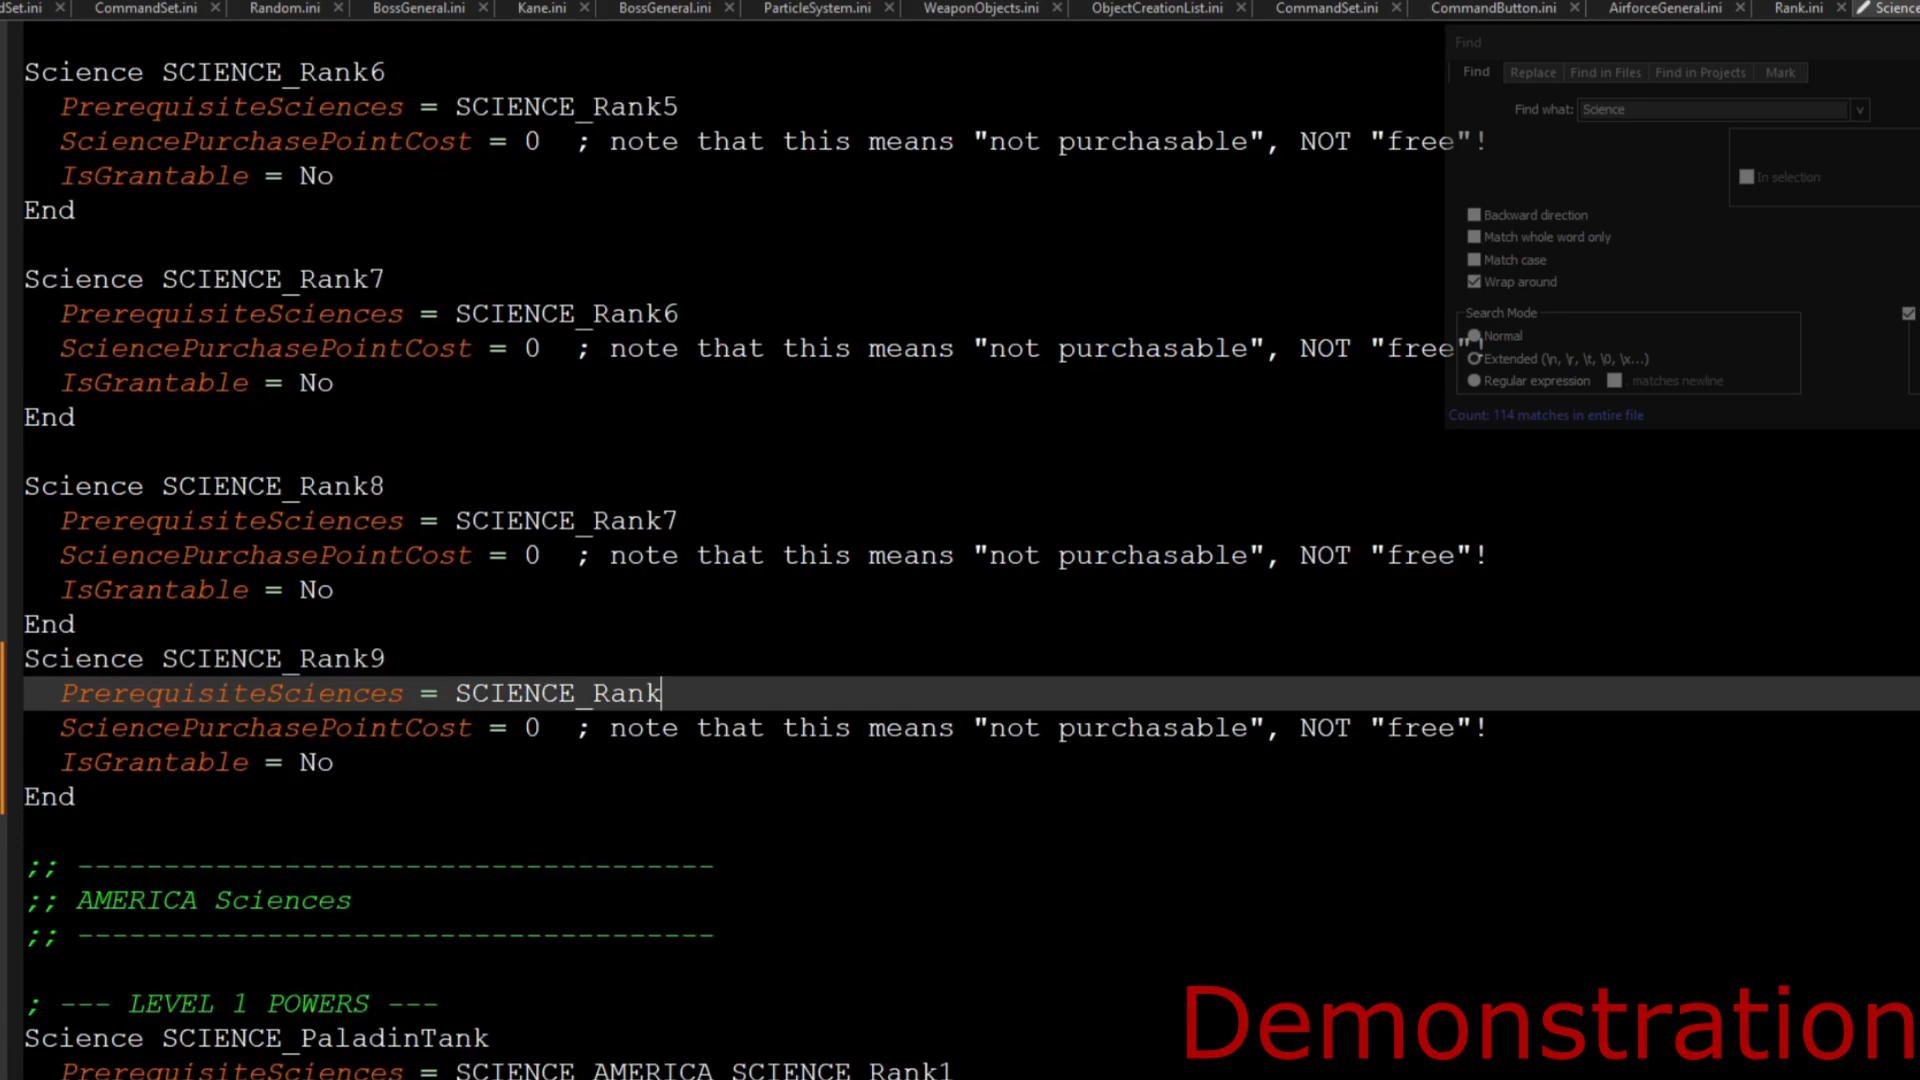 dSet.ini CommandSet.ini Random.ini BossGeneral.ini Kane.ini BossGeneral.ini ParticleSystem.ini WeaponObjects.ini ObjectCreationList.ini CommandSet.ini CommandButton.ini AirforceGeneral.ini Rank.ini Science
Find
Find Replace Find in Files Find in Projects Mark
Find what: Science
In selection
Backward direction
Match whole word only
Match case
Wrap around
Search Mode
Normal
Extended (\n, \r, \t, \0, \x...)
Regular expression . matches newline
Count: 114 matches in entire file
Science SCIENCE_Rank6
PrerequisiteSciences = SCIENCE_Rank5
SciencePurchasePointCost = 0 ; note that this means "not purchasable", NOT "free"!
IsGrantable = No
End
Science SCIENCE_Rank7
PrerequisiteSciences = SCIENCE_Rank6
SciencePurchasePointCost = 0 ; note that this means "not purchasable", NOT "free"!
IsGrantable = No
End
Science SCIENCE_Rank8
PrerequisiteSciences = SCIENCE_Rank7
SciencePurchasePointCost = 0 ; note that this means "not purchasable", NOT "free"!
IsGrantable = No
End
Science SCIENCE_Rank9
PrerequisiteSciences = SCIENCE_Rank
SciencePurchasePointCost = 0 ; note that this means "not purchasable", NOT "free"!
IsGrantable = No
End
;; -------------------------------------
;; AMERICA Sciences
;; -------------------------------------
; --- LEVEL 1 POWERS ---
Science SCIENCE_PaladinTank
PrerequisiteSciences = SCIENCE_AMERICA SCIENCE_Rank1
Demonstration